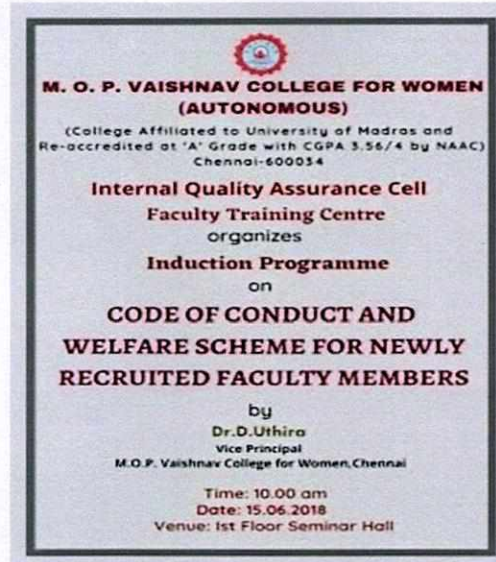 M. O. P. VAISHNAV COLLEGE FOR WOMEN
(AUTONOMOUS)
(College Affiliated to University of Madras and
Re-accredited at 'A' Grade with CGPA 3.56/4 by NAAC)
Chennai-600034
Internal Quality Assurance Cell
Faculty Training Centre
organizes
Induction Programme
on
CODE OF CONDUCT AND
WELFARE SCHEME FOR NEWLY
RECRUITED FACULTY MEMBERS
by
Dr.D.Uthira
Vice Principal
M.O.P. Vaishnav College for Women,Chennai
Time: 10.00 am
Date: 15.06.2018
Venue: Ist Floor Seminar Hall